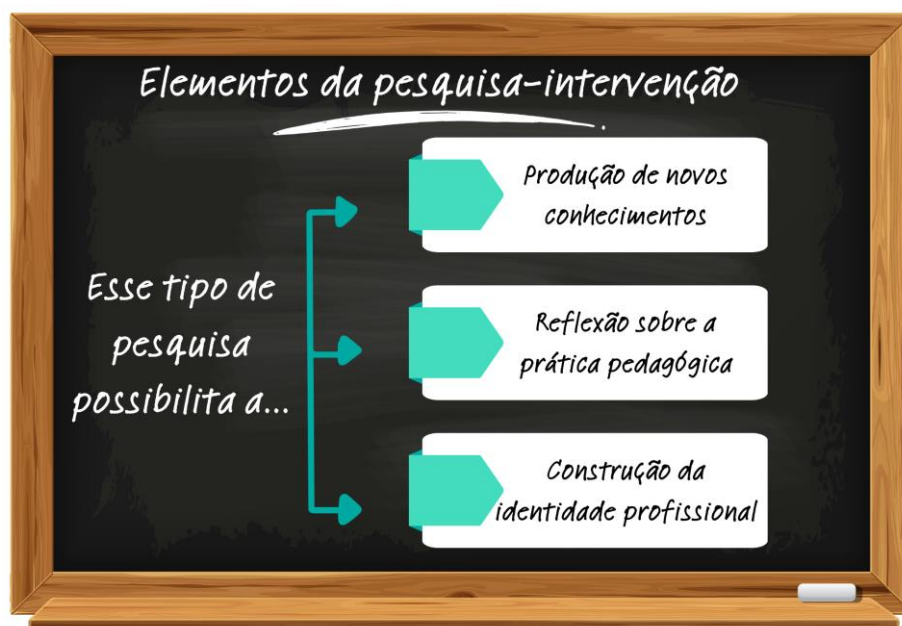 Elementos da pesquisa-intervenção
Esse tipo de
pesquisa
possibilita a...
Produção de novos
conhecimentos
Reflexão sobre a
prática pedagógica
Construção da
identidade profissional